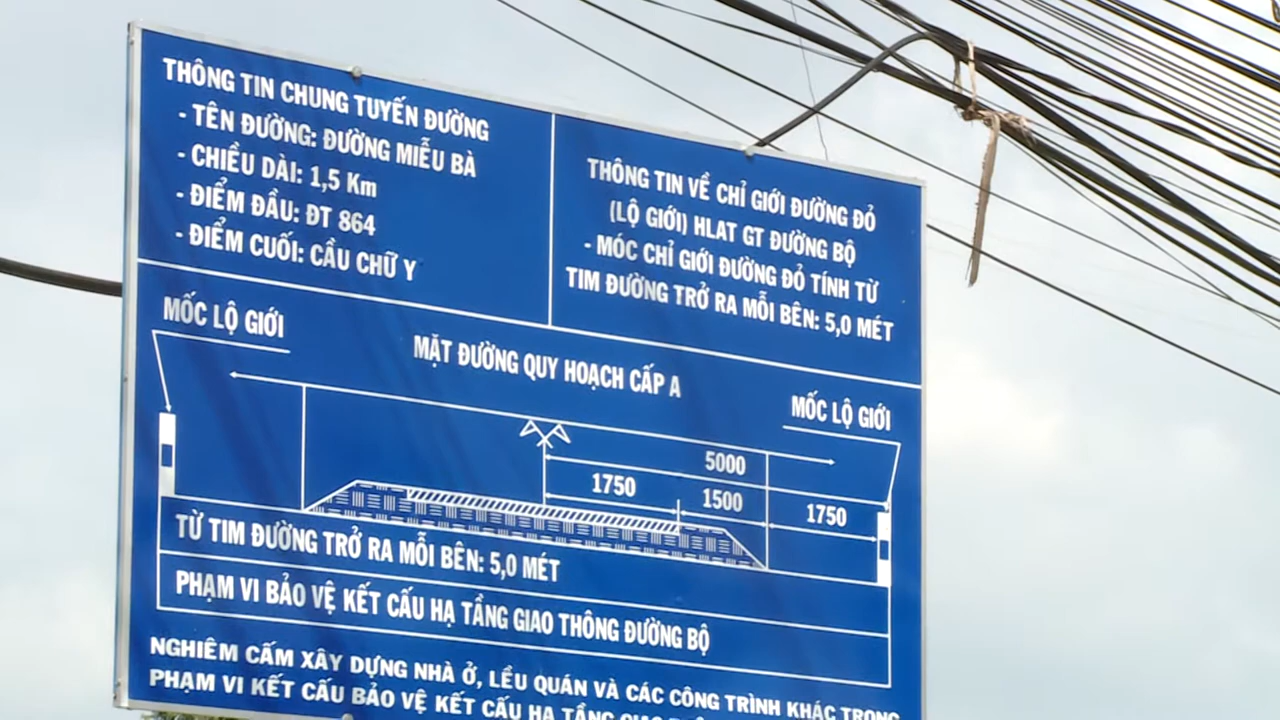 THÔNG TIN CHUNG TUYẾN ĐƯỜNG
- TÊN ĐƯỜNG: ĐƯỜNG MIỄU BÀ
- CHIỀU DÀI: 1,5 Km
- ĐIỂM ĐẦU: ĐT 864
- ĐIỂM CUỐI: CẦU CHỮ Y
THÔNG TIN VỀ CHỈ GIỚI ĐƯỜNG ĐỎ
(LỘ GIỚI) HLAT GT ĐƯỜNG BỘ
- MÓC CHỈ GIỚI ĐƯỜNG ĐỎ TÍNH TỪ
TIM ĐƯỜNG TRỞ RA MỖI BÊN: 5,0 MÉT
MỐC LỘ GIỚI
MẶT ĐƯỜNG QUY HOẠCH CẤP A
MỐC LỘ GIỚI
5000
1750
1500
1750
TỪ TIM ĐƯỜNG TRỞ RA MỖI BÊN: 5,0 MÉT
PHẠM VI BẢO VỆ KẾT CẤU HẠ TẦNG GIAO THÔNG ĐƯỜNG BỘ
NGHIÊM CẤM XÂY DỰNG NHÀ Ở, LỀU QUÁN VÀ CÁC CÔNG TRÌNH KHÁC TRONG
PHẠM VI KẾT CẤU BẢO VỆ KẾT CẤU HẠ TẦNG GIAO